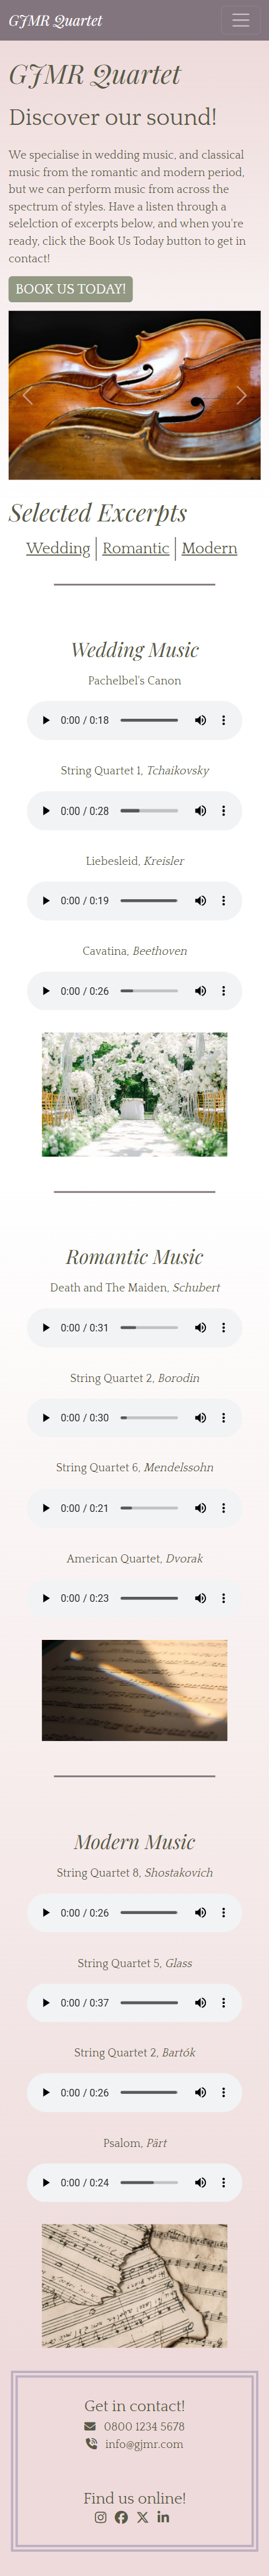 GJMR Quartet
GJMR Quartet
Discover our sound!
We specialise in wedding music, and classical
music from the romantic and modern period,
but we can perform music from across the
spectrum of styles. Have a listen through a
selelction of excerpts below, and when you're
ready, click the Book Us Today button to get in
contact!
BOOK US TODAY!
Selected Excerpts
Wedding Romantic Modern
Wedding Music
Pachelbel's Canon
0:00 / 0:18
String Quartet 1, Tchaikovsky
0:00 / 0:28
Liebesleid, Kreisler
0:00 / 0:19
Cavatina, Beethoven
0:00 / 0:26
Romantic Music
Death and The Maiden, Schubert
0:00 / 0:31
String Quartet 2, Borodin
0:00 / 0:30
String Quartet 6, Mendelssohn
0:00 / 0:21
American Quartet, Dvorak
0:00 / 0:23
Modern Music
String Quartet 8, Shostakovich
0:00 / 0:26
String Quartet 5, Glass
0:00 / 0:37
String Quartet 2, Bartók
0:00 / 0:26
Psalom, Pärt
0:00 / 0:24
Get in contact!
0800 1234 5678
info@gjmr.com
Find us online!